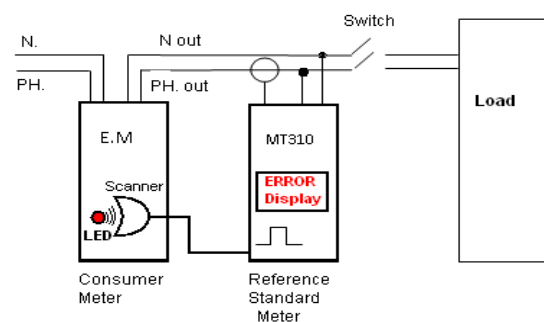 Switch
N.
N out
PH.
PH. out
Load
E.M
MT310
Scanner
ERROR
Display
LED
Consumer
Meter
Reference
Standard
Meter